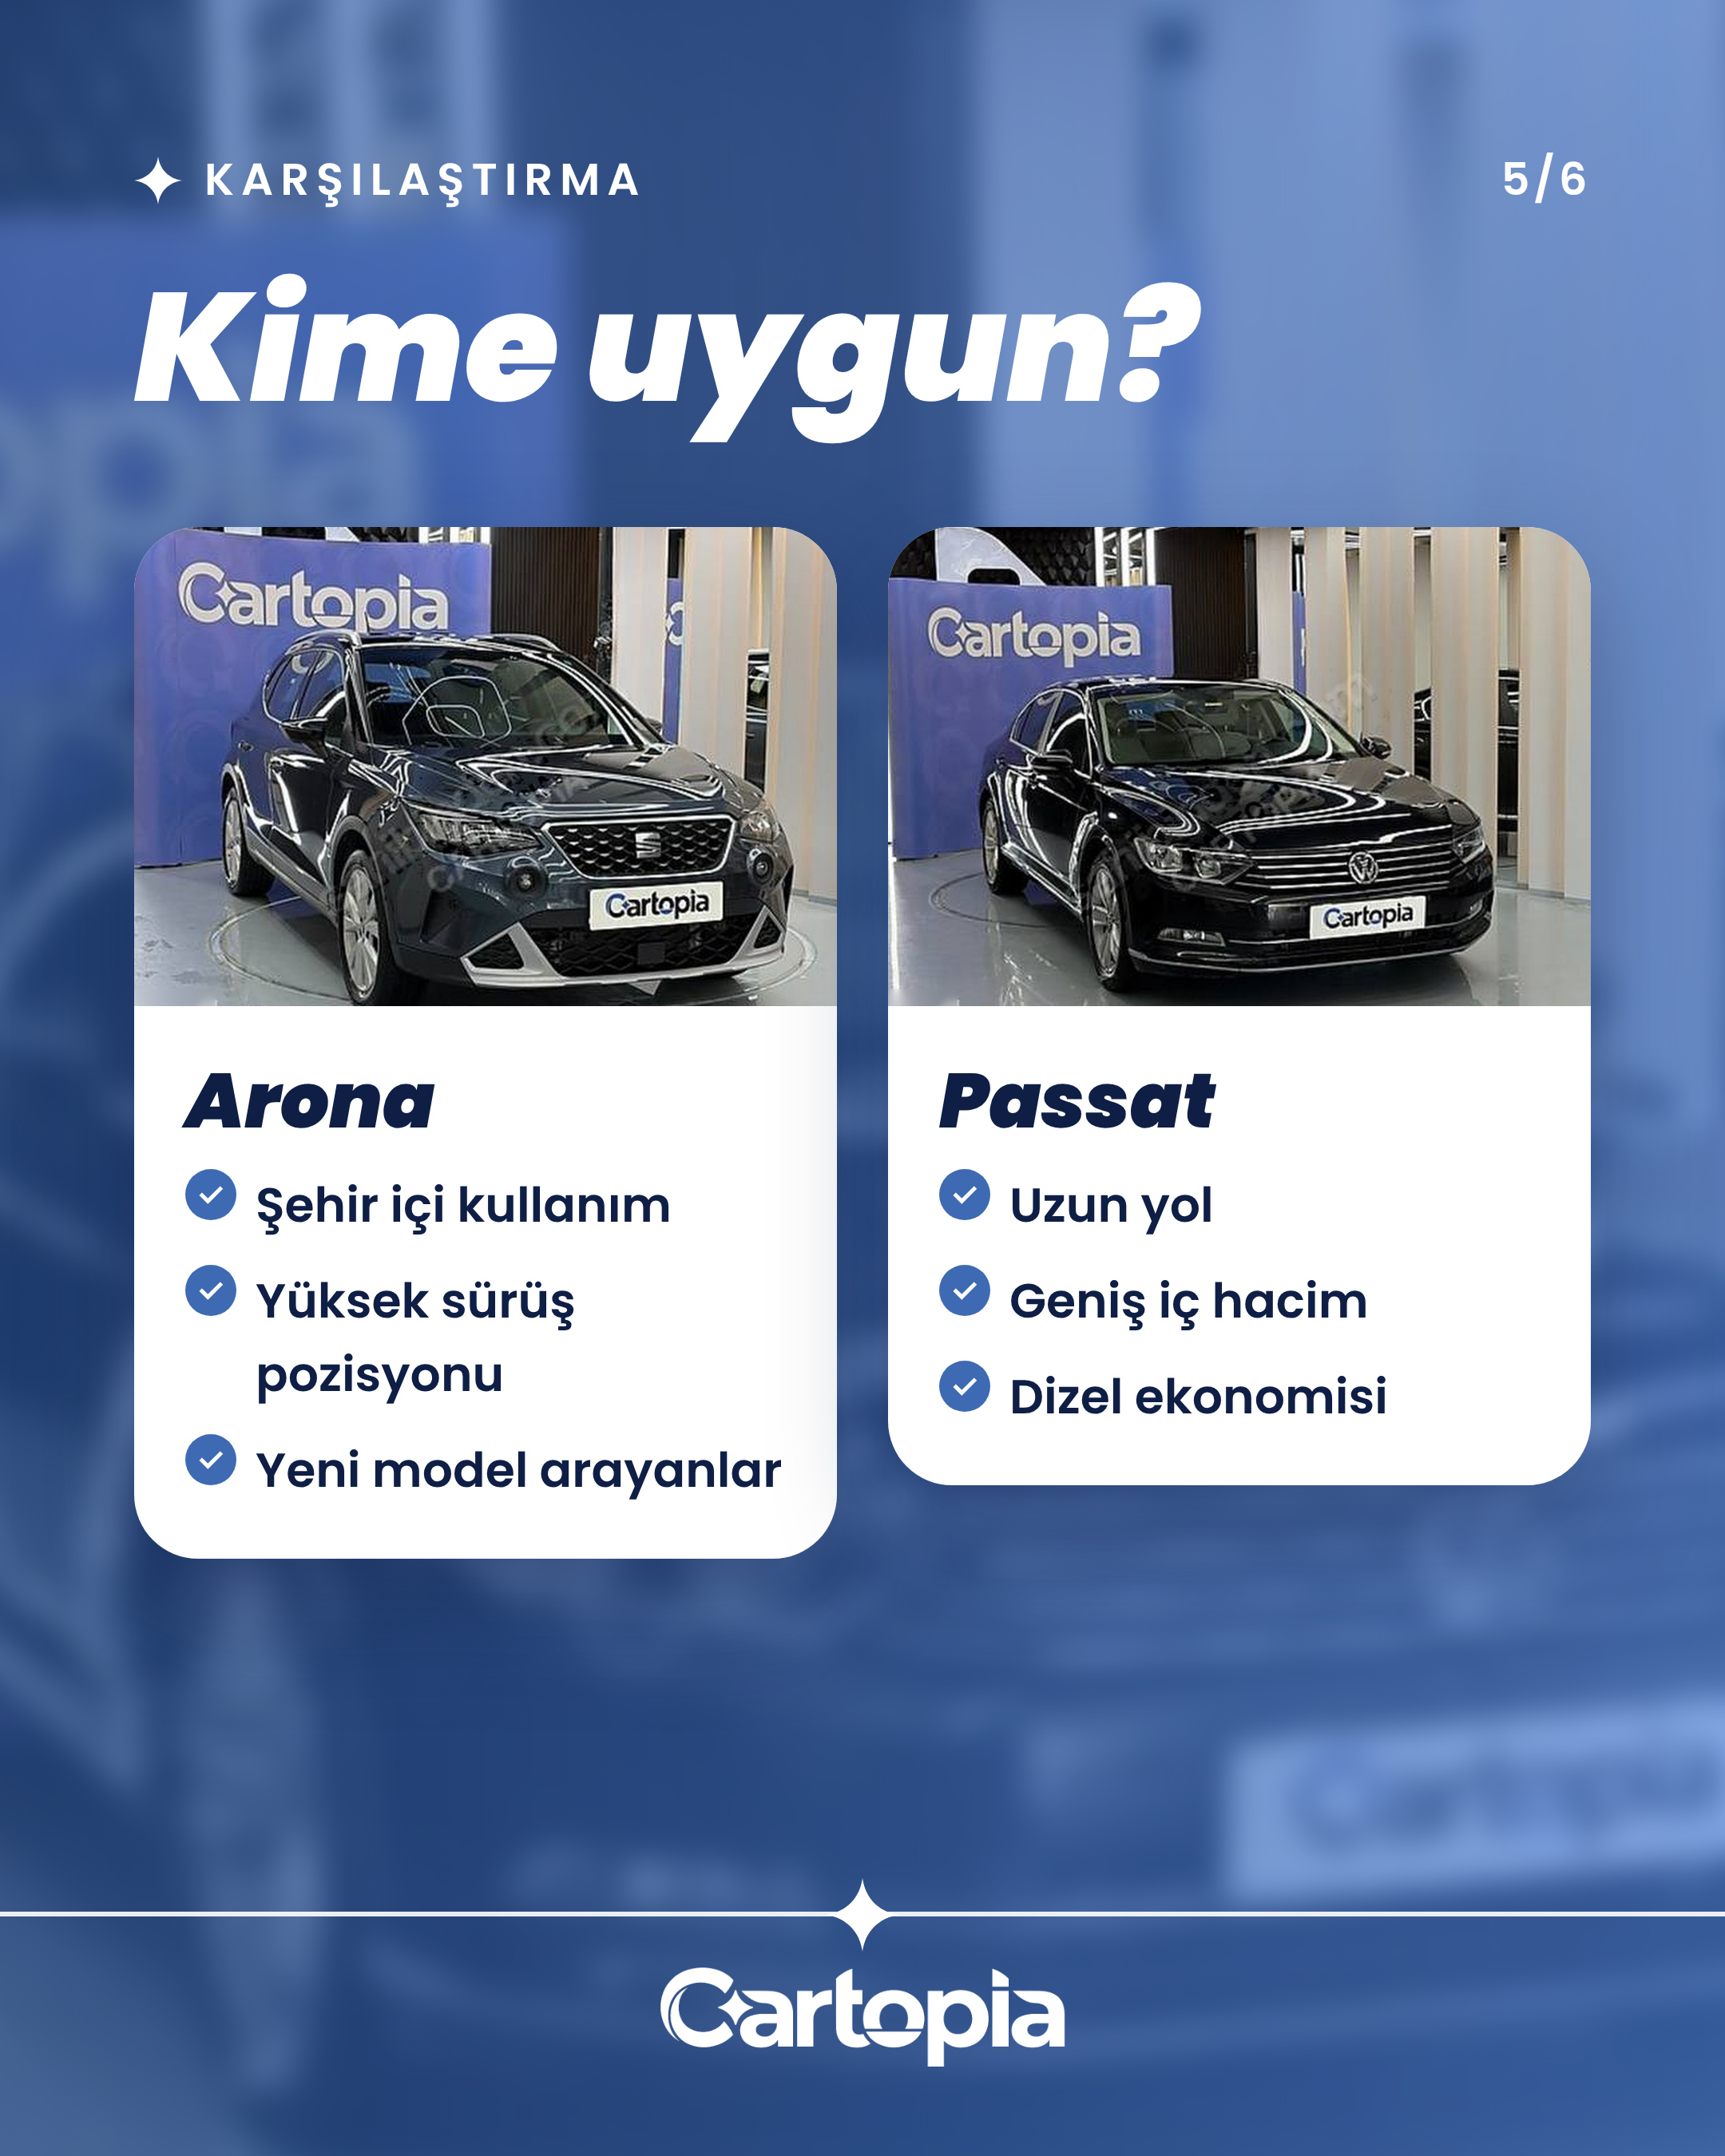 KARŞILAŞTIRMA
5/6
Kime uygun?
Cartopia
Cartopia
Cartopia
Cartopia
Arona
Şehir içi kullanım
Yüksek sürüş
pozisyonu
Yeni model arayanlar
Passat
Uzun yol
Geniş iç hacim
Dizel ekonomisi
Cartopia